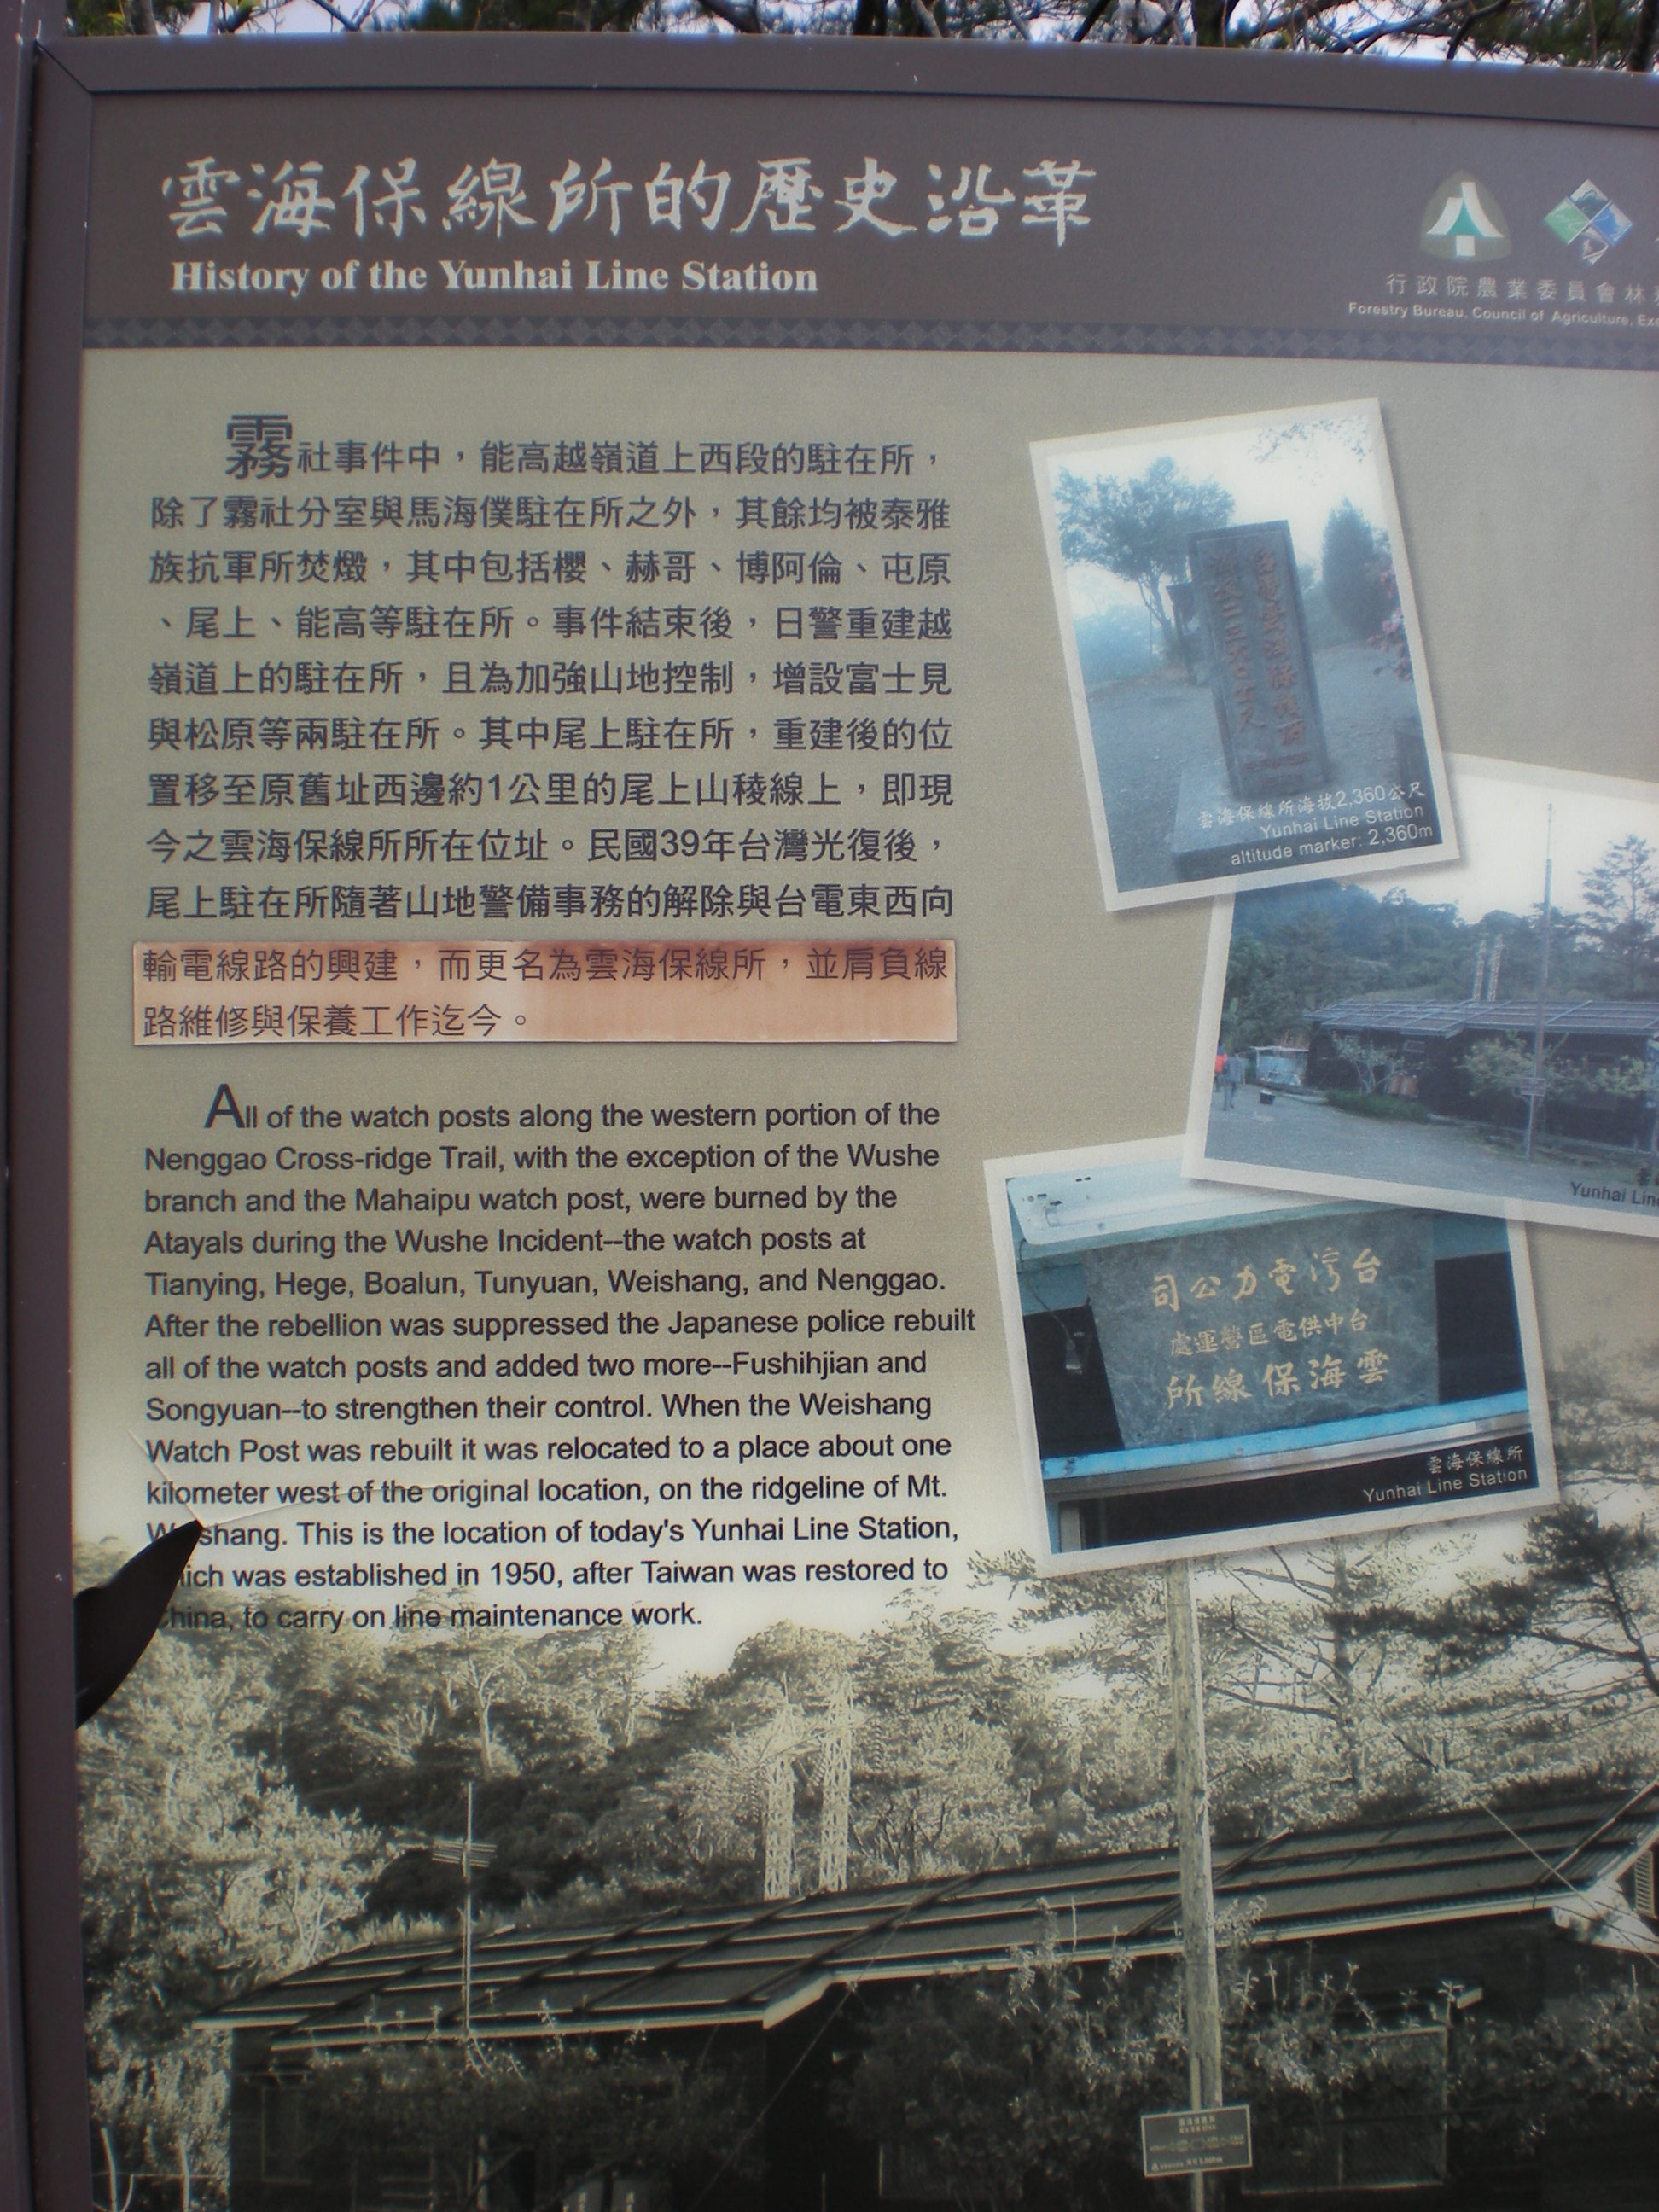 雲海保線所的歷史沿革
History of the Yunhai Line Station
行政院農業委員會林
Forestry Bureau. Council of Agriculture.
霧社事件中，能高越嶺道上西段的駐在所，
除了霧社分室與馬海僕駐在所之外，其餘均被泰雅
族抗軍所焚燬，其中包括櫻、赫哥、博阿倫、屯原
、尾上、能高等駐在所。事件結束後，日警重建越
嶺道上的駐在所，且為加強山地控制，增設富士見
與松原等兩駐在所。其中尾上駐在所，重建後的位
置移至原舊址西邊約1公里的尾上山稜線上，即現
今之雲海保線所所在位址。民國39年台灣光復後，
尾上駐在所隨著山地警備事務的解除與台電東西向
輸電線路的興建，而更名為雲海保線所，並肩負線
路維修與保養工作迄今。
All of the watch posts along the western portion of the
Nenggao Cross-ridge Trail, with the exception of the Wushe
branch and the Mahaipu watch post, were burned by the
Atayals during the Wushe Incident--the watch posts at
Tianying, Hege, Boalun, Tunyuan, Weishang, and Nenggao.
After the rebellion was suppressed the Japanese police rebuilt
all of the watch posts and added two more--Fushihjian and
Songyuan--to strengthen their control. When the Weishang
Watch Post was rebuilt it was relocated to a place about one
kilometer west of the original location, on the ridgeline of Mt.
Weishang. This is the location of today's Yunhai Line Station,
which was established in 1950, after Taiwan was restored to
China, to carry on line maintenance work.
雲海保線所海拔2,360公尺
Yunhai Line Station
altitude marker: 2,360m
Yunhai Line
司公力電湾台
處運營區電供中台
所線保海雲
雲海保線所
Yunhai Line Station